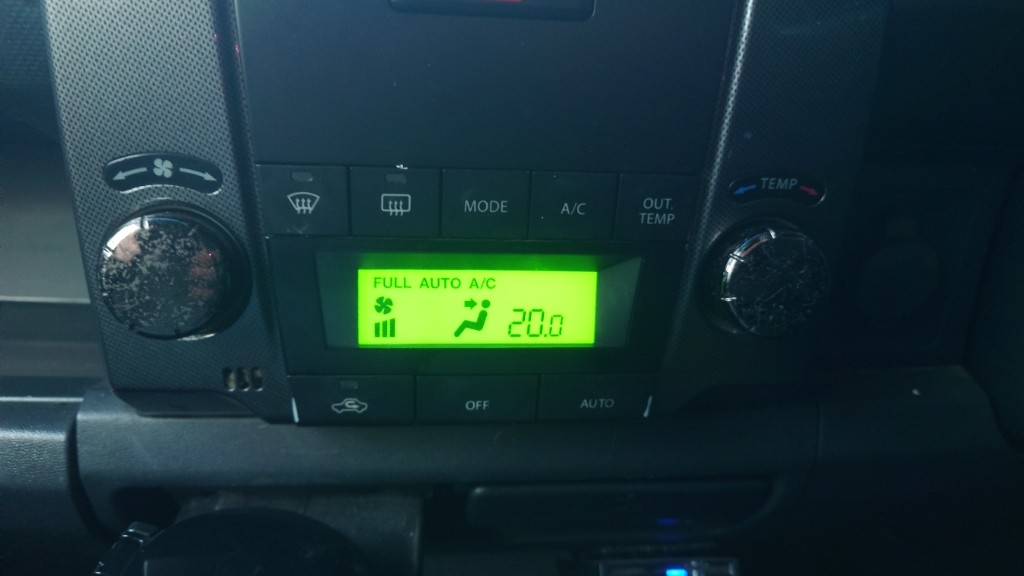 MODE
A/C
OUT.
TEMP
TEMP
FULL AUTO A/C
20.0
OFF
AUTO